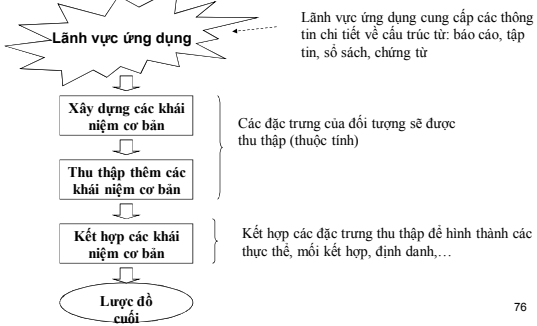 Lãnh vực ứng dụng
Lãnh vực ứng dụng cung cấp các thông
tin chi tiết về cấu trúc từ: báo cáo, tập
tin, sổ sách, chứng từ
Xây dựng các khái
niệm cơ bản
Các đặc trưng của đối tượng sẽ được
thu thập (thuộc tính)
Thu thập thêm các
khái niệm cơ bản
Kết hợp các khái
niệm cơ bản
Kết hợp các đặc trưng thu thập để hình thành các
thực thể, mối kết hợp, định danh,…
Lược đồ
cuối
76